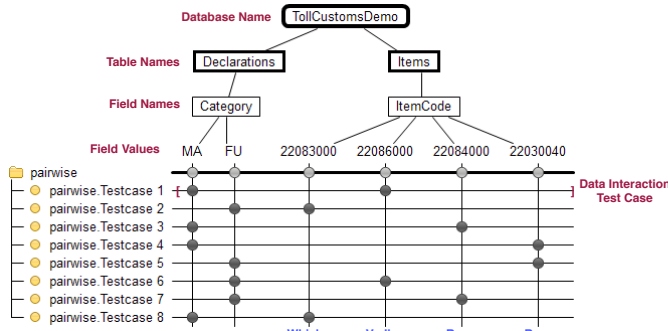 Database Name TollCustomsDemo
Table Names Declarations Items
Field Names Category ItemCode
Field Values MA FU 22083000 22086000 22084000 22030040
pairwise
Data Interaction
pairwise.Testcase 1 [ ]
Test Case
pairwise.Testcase 2
pairwise.Testcase 3
pairwise.Testcase 4
pairwise.Testcase 5
pairwise.Testcase 6
pairwise.Testcase 7
pairwise.Testcase 8